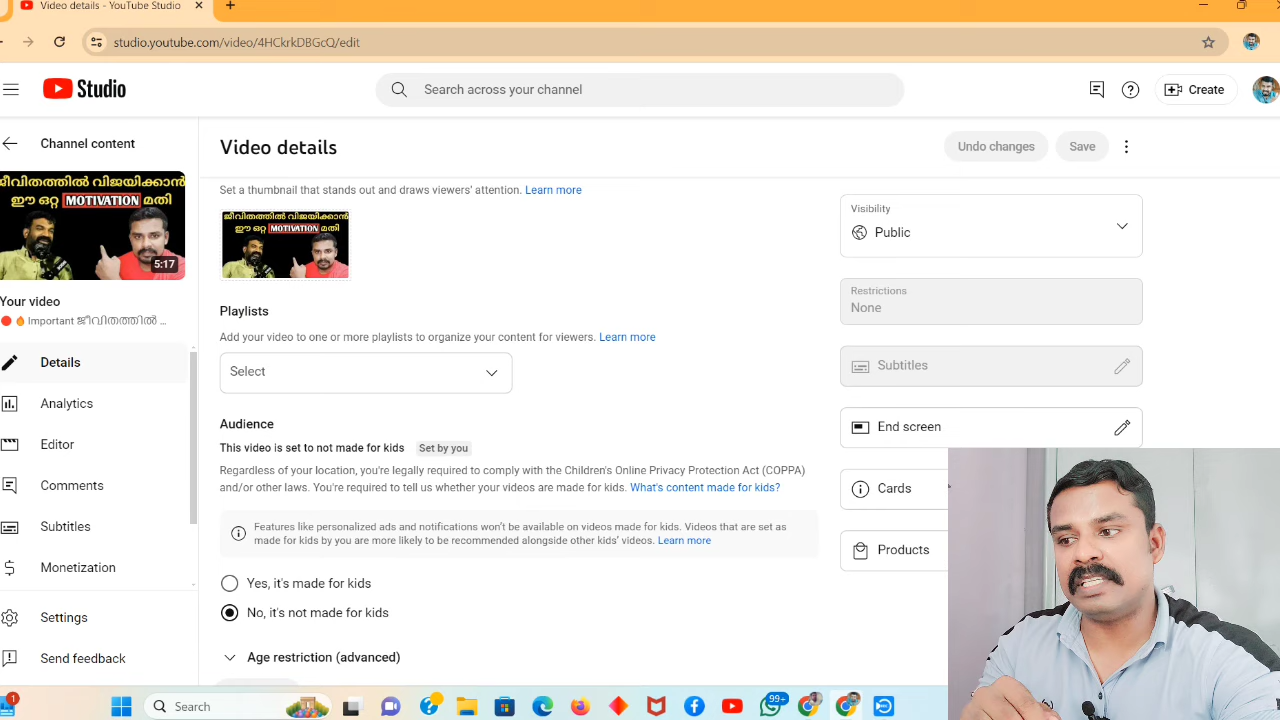 Video details - YouTube Studio
studio.youtube.com/video/4HCkrkDBGcQ/edit
Studio
Search across your channel
Create
Channel content
Video details
Undo changes
Save
ജീവിതത്തിൽ വിജയിക്കാൻ
ഈ ഒറ്റ MOTIVATION മതി
5:17
Your video
Important ജീവിതത്തിൽ ...
Details
Analytics
Editor
Comments
Subtitles
Monetization
Settings
Send feedback
Set a thumbnail that stands out and draws viewers' attention. Learn more
ജീവിതത്തിൽ വിജയിക്കാൻ
ഈ ഒറ്റ MOTIVATION മതി
Playlists
Add your video to one or more playlists to organize your content for viewers. Learn more
Select
Audience
This video is set to not made for kids Set by you
Regardless of your location, you're legally required to comply with the Children's Online Privacy Protection Act (COPPA)
and/or other laws. You're required to tell us whether your videos are made for kids. What's content made for kids?
Features like personalized ads and notifications won't be available on videos made for kids. Videos that are set as
made for kids by you are more likely to be recommended alongside other kids' videos. Learn more
Yes, it's made for kids
No, it's not made for kids
Age restriction (advanced)
Visibility
Public
Restrictions
None
Subtitles
End screen
Cards
Products
1
Search
99+